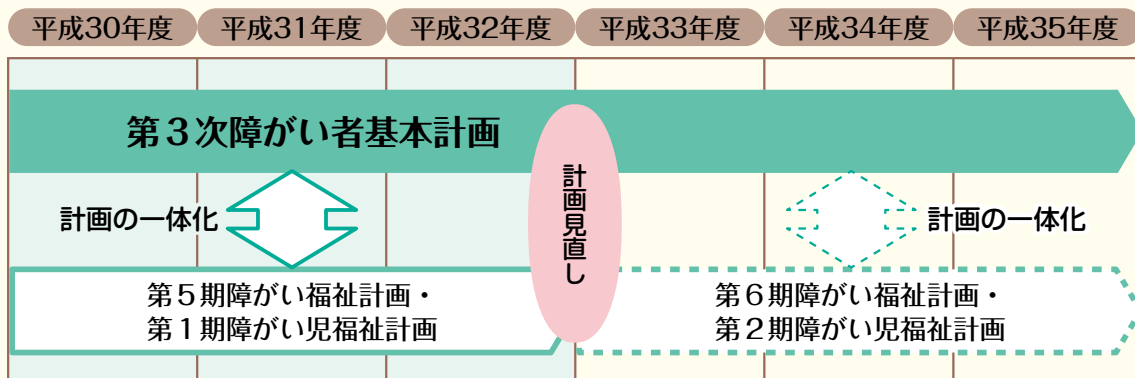 平成30年度
平成31年度
平成32年度
平成33年度
平成34年度
平成35年度
第３次障がい者基本計画
計画見直し
計画の一体化
計画の一体化
第５期障がい福祉計画・
第１期障がい児福祉計画
第６期障がい福祉計画・
第２期障がい児福祉計画